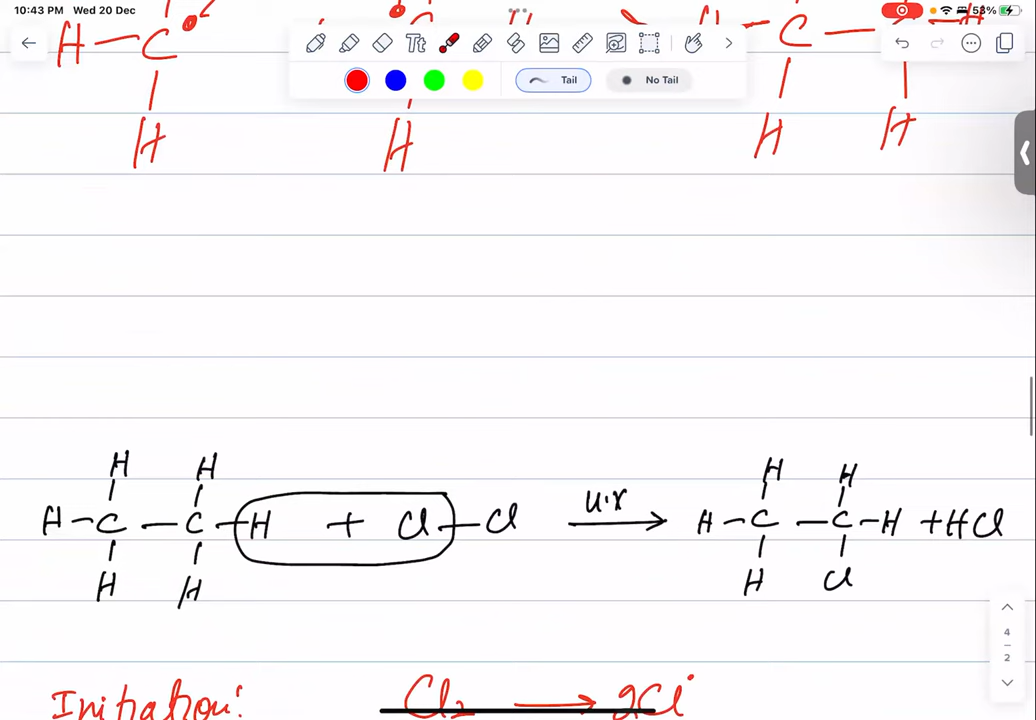 10:43 PM Wed 20 Dec
53%
H—C
H
H
C
H
H
Tt
Tail
No Tail
H H
H—C—C—H + Cl—Cl
H H
U.V
H H
H—C—C—H + HCl
H Cl
4
2
Initiation:
Cl₂ → 2Cl•